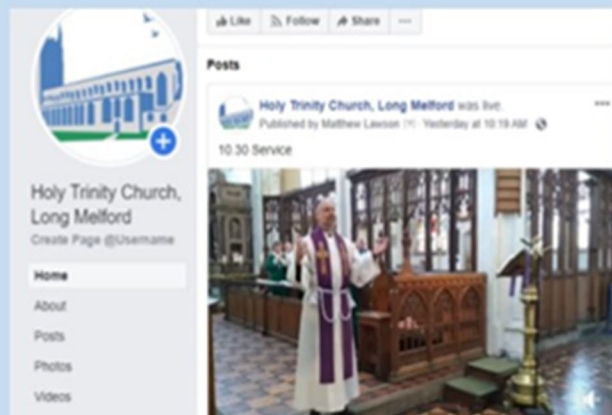 Like Follow Share ...
Posts
Holy Trinity Church, Long Melford was live.
Published by Matthew Lawson Yesterday at 10:19 AM
10.30 Service
Holy Trinity Church,
Long Melford
Create Page @Username
Home
About
Posts
Photos
Videos